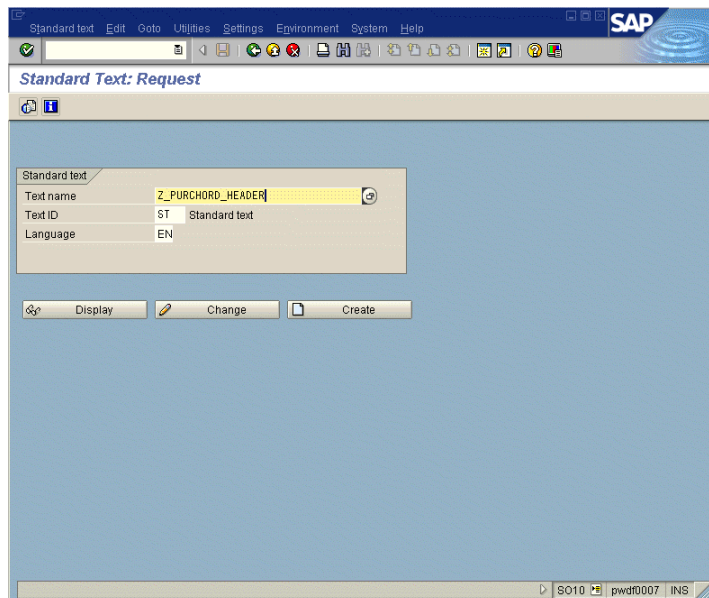 Standard text Edit Goto Utilities Settings Environment System Help
SAP
Standard Text: Request
Standard text
Text name Z_PURCHORD_HEADER
Text ID ST Standard text
Language EN
Display Change Create
SO10 pwdf0007 INS